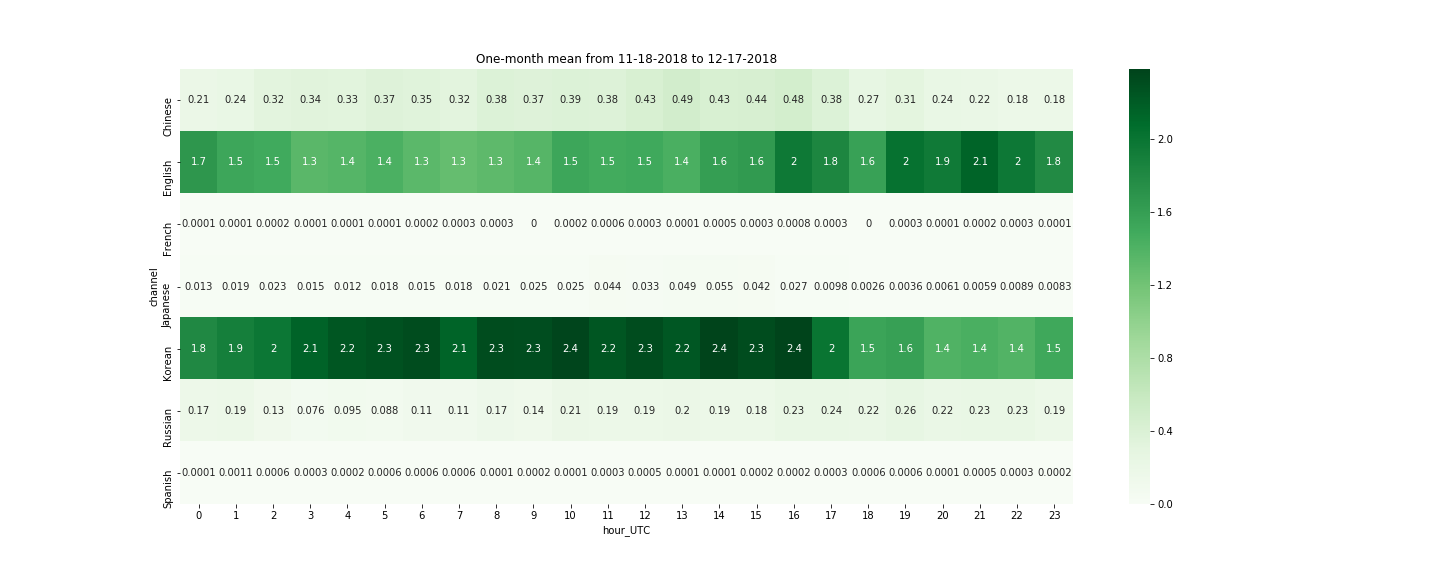 One-month mean from 11-18-2018 to 12-17-2018
Chinese 0.21 0.24 0.32 0.34 0.33 0.37 0.35 0.32 0.38 0.37 0.39 0.38 0.43 0.49 0.43 0.44 0.48 0.38 0.27 0.31 0.24 0.22 0.18 0.18
English 1.7 1.5 1.5 1.3 1.4 1.4 1.3 1.3 1.3 1.4 1.5 1.5 1.5 1.4 1.6 1.6 2 1.8 1.6 2 1.9 2.1 2 1.8
French 0.0001 0.0001 0.0002 0.0001 0.0001 0.0001 0.0002 0.0003 0.0003 0 0.0002 0.0006 0.0003 0.0001 0.0005 0.0003 0.0008 0.0003 0 0.0003 0.0001 0.0002 0.0003 0.0001
channel
Japanese 0.013 0.019 0.023 0.015 0.012 0.018 0.015 0.018 0.021 0.025 0.025 0.044 0.033 0.049 0.055 0.042 0.027 0.0098 0.0026 0.0036 0.0061 0.0059 0.0089 0.0083
Korean 1.8 1.9 2 2.1 2.2 2.3 2.3 2.1 2.3 2.3 2.4 2.2 2.3 2.2 2.4 2.3 2.4 2 1.5 1.6 1.4 1.4 1.4 1.5
Russian 0.17 0.19 0.13 0.076 0.095 0.088 0.11 0.11 0.17 0.14 0.21 0.19 0.19 0.2 0.19 0.18 0.23 0.24 0.22 0.26 0.22 0.23 0.23 0.19
Spanish 0.0001 0.0011 0.0006 0.0003 0.0002 0.0006 0.0006 0.0006 0.0001 0.0002 0.0001 0.0003 0.0005 0.0001 0.0001 0.0002 0.0002 0.0003 0.0006 0.0006 0.0001 0.0005 0.0003 0.0002
0 1 2 3 4 5 6 7 8 9 10 11 12 13 14 15 16 17 18 19 20 21 22 23
hour_UTC
2.0
1.6
1.2
0.8
0.4
0.0